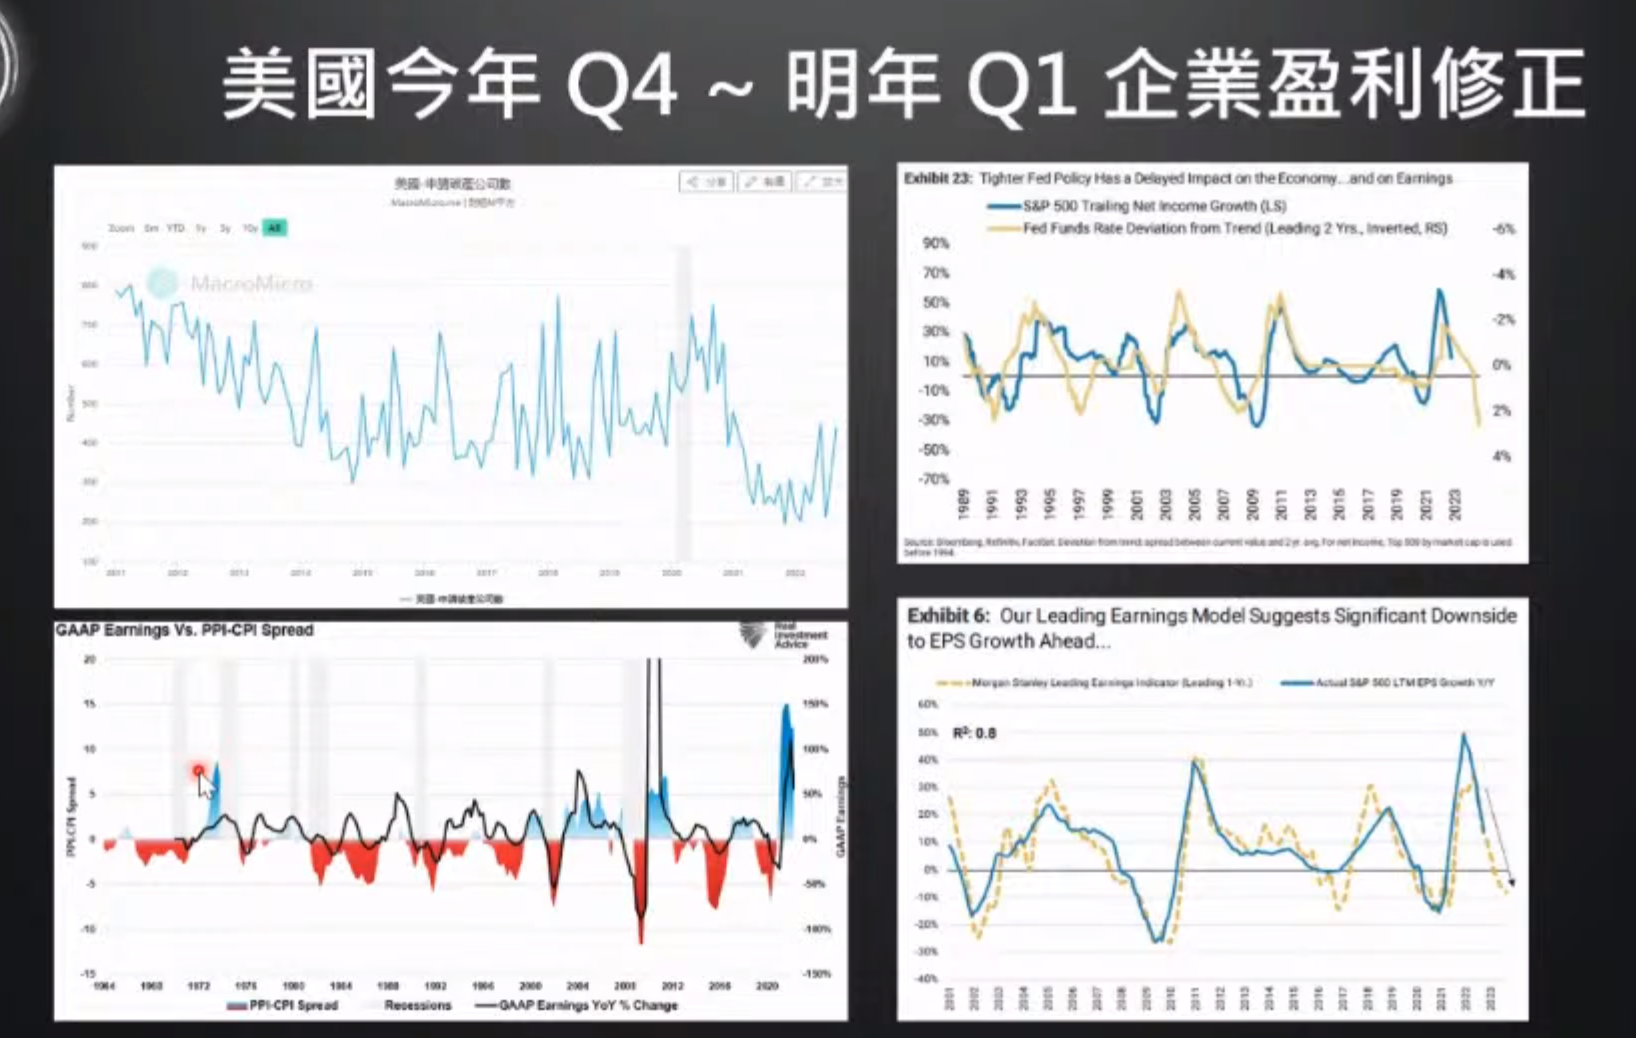 美國今年 Q4 ~ 明年 Q1 企業盈利修正
美國-申請破產公司數
MacroMicro.me | 財經M平方
分享
Zoom 6m YTD 1y 3y 10y All
MacroMicro
Number
800
700
600
500
400
300
200
100
2011 2012 2013 2014 2015 2016 2017 2018 2019 2020 2021 2022
美國-申請破產公司數
Exhibit 23: Tighter Fed Policy Has a Delayed Impact on the Economy...and on Earnings
S&P 500 Trailing Net Income Growth (LS)
Fed Funds Rate Deviation from Trend (Leading 2 Yrs., Inverted, RS)
90%
70%
50%
30%
10%
-10%
-30%
-50%
-70%
-6%
-4%
-2%
0%
2%
4%
1989 1991 1993 1995 1997 1999 2001 2003 2005 2007 2009 2011 2013 2015 2017 2019 2021 2023
Source: Bloomberg, Refinitiv, FactSet. Deviation from trend: spread between current value and 2 yr. avg. For net income, Top 500 by market cap is used
before 1994.
GAAP Earnings Vs. PPI-CPI Spread
Real
Investment
Advice
PPI-CPI Spread
20
15
10
5
0
-5
-10
-15
200%
150%
100%
50%
0%
-50%
-100%
-150%
GAAP Earnings
1964 1968 1972 1976 1980 1984 1988 1992 1996 2000 2004 2008 2012 2016 2020
PPI-CPI Spread Recessions GAAP Earnings YoY % Change
Exhibit 6: Our Leading Earnings Model Suggests Significant Downside
to EPS Growth Ahead...
Morgan Stanley Leading Earnings Indicator (Leading 1-Yr.) Actual S&P 500 LTM EPS Growth Y/Y
R²: 0.8
60%
50%
40%
30%
20%
10%
0%
-10%
-20%
-30%
-40%
2001 2002 2003 2004 2005 2006 2007 2008 2009 2010 2011 2012 2013 2014 2015 2016 2017 2018 2019 2020 2021 2022 2023